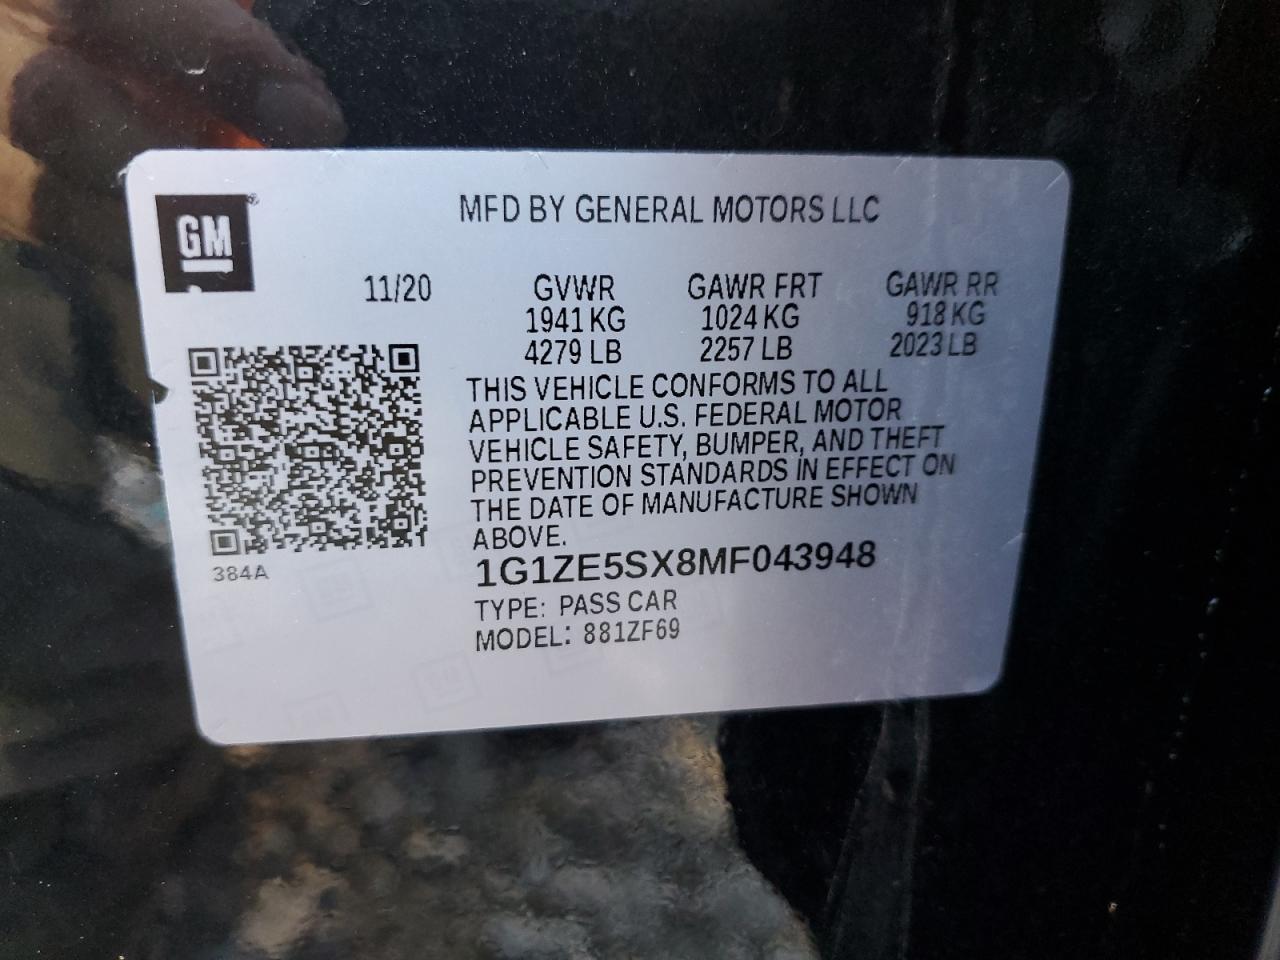 GM
MFD BY GENERAL MOTORS LLC
11/20 GVWR GAWR FRT GAWR RR
1941 KG 1024 KG 918 KG
4279 LB 2257 LB 2023 LB
THIS VEHICLE CONFORMS TO ALL
APPLICABLE U.S. FEDERAL MOTOR
VEHICLE SAFETY, BUMPER, AND THEFT
PREVENTION STANDARDS IN EFFECT ON
THE DATE OF MANUFACTURE SHOWN
ABOVE.
384A
1G1ZE5SX8MF043948
TYPE: PASS CAR
MODEL: 881ZF69